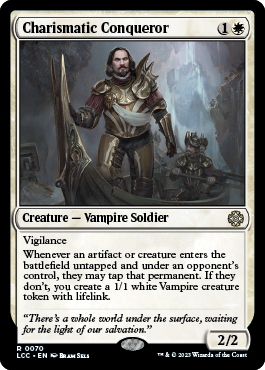 Charismatic Conqueror 1
Creature — Vampire Soldier
Vigilance
Whenever an artifact or creature enters the
battlefield untapped and under an opponent's
control, they may tap that permanent. If they
don't, you create a 1/1 white Vampire creature
token with lifelink.
"There's a whole world under the surface, waiting
for the light of our salvation."
2/2
R 0070
LCC • EN Bram Sels
™ & © 2023 Wizards of the Coast